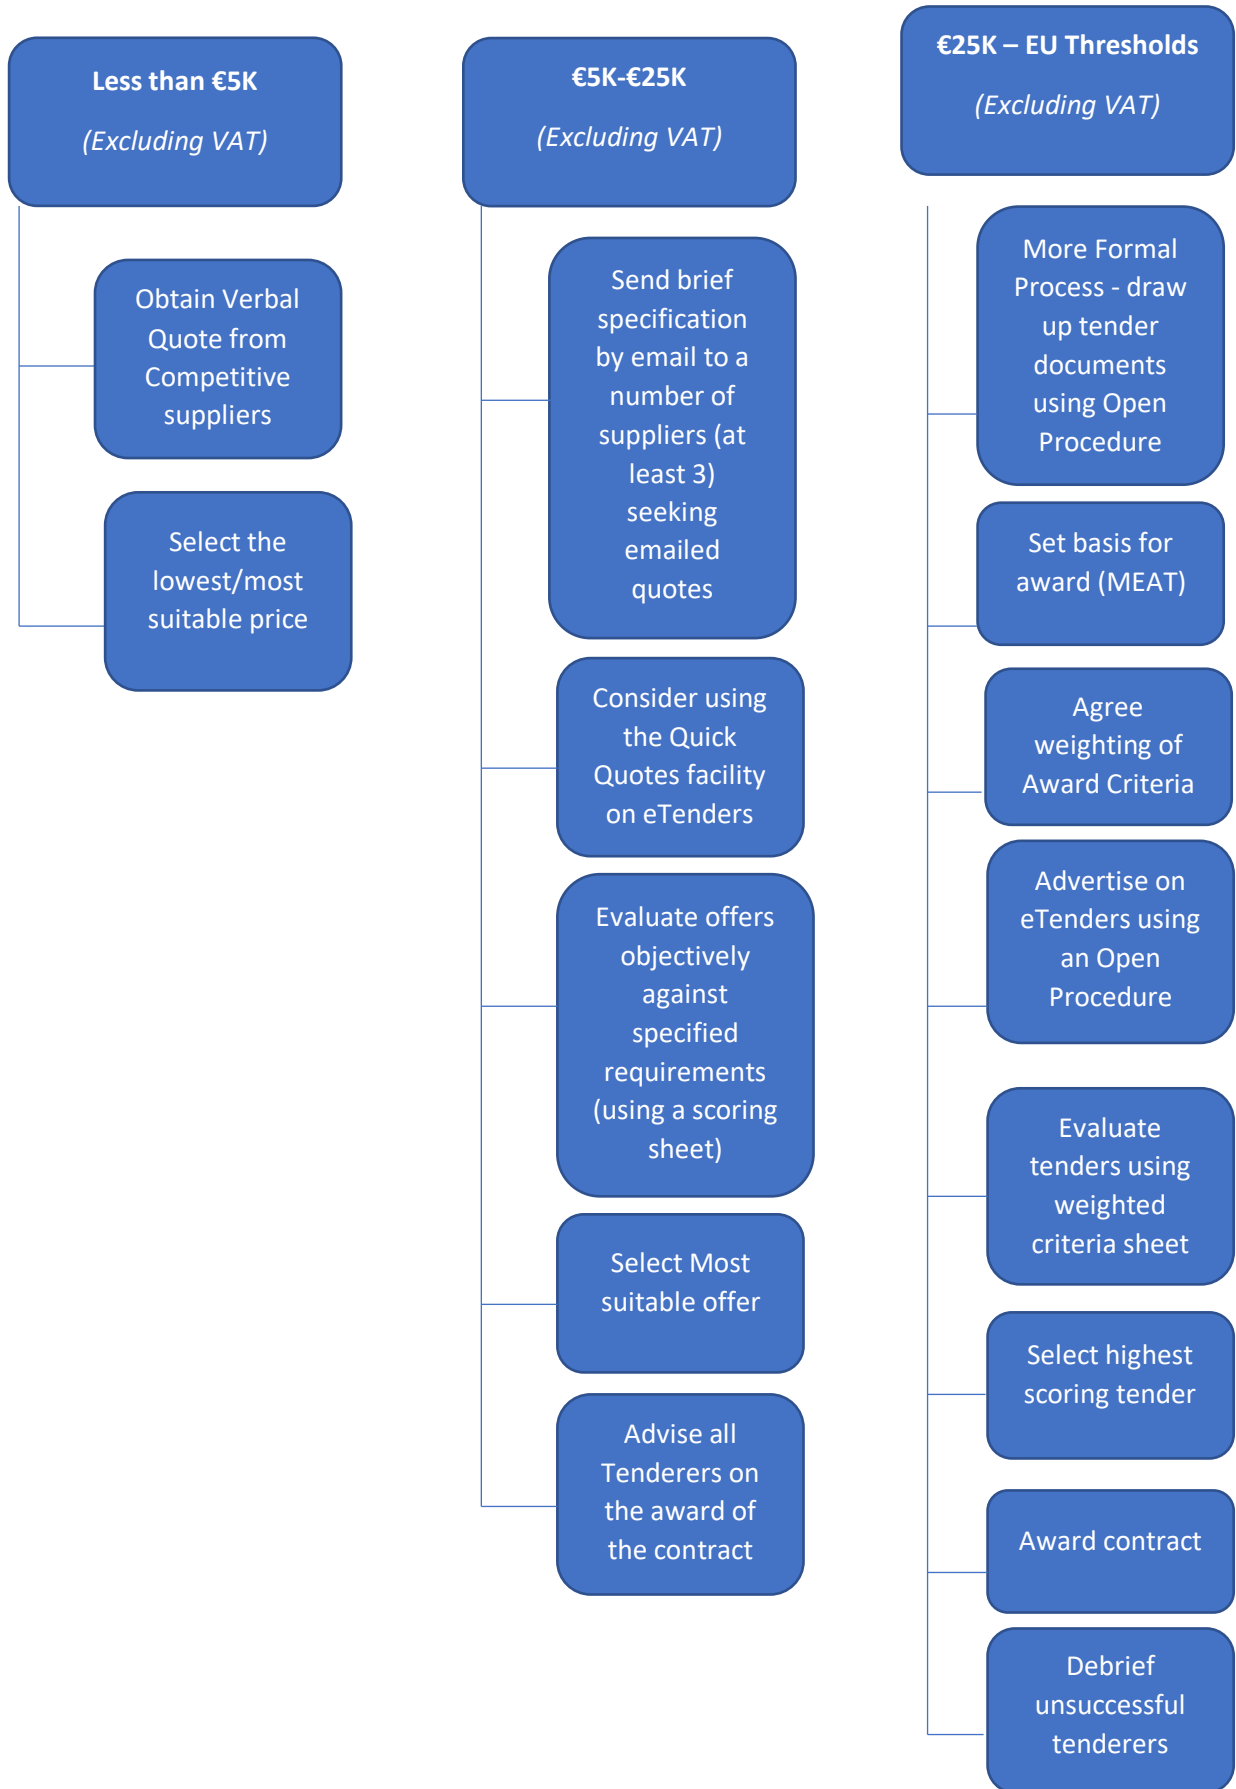 Less than €5K
(Excluding VAT)
Obtain Verbal
Quote from
Competitive
suppliers
Select the
lowest/most
suitable price
€5K-€25K
(Excluding VAT)
Send brief
specification
by email to a
number of
suppliers (at
least 3)
seeking
emailed
quotes
Consider using
the Quick
Quotes facility
on eTenders
Evaluate offers
objectively
against
specified
requirements
(using a scoring
sheet)
Select Most
suitable offer
Advise all
Tenderers on
the award of
the contract
€25K – EU Thresholds
(Excluding VAT)
More Formal
Process - draw
up tender
documents
using Open
Procedure
Set basis for
award (MEAT)
Agree
weighting of
Award Criteria
Advertise on
eTenders using
an Open
Procedure
Evaluate
tenders using
weighted
criteria sheet
Select highest
scoring tender
Award contract
Debrief
unsuccessful
tenderers